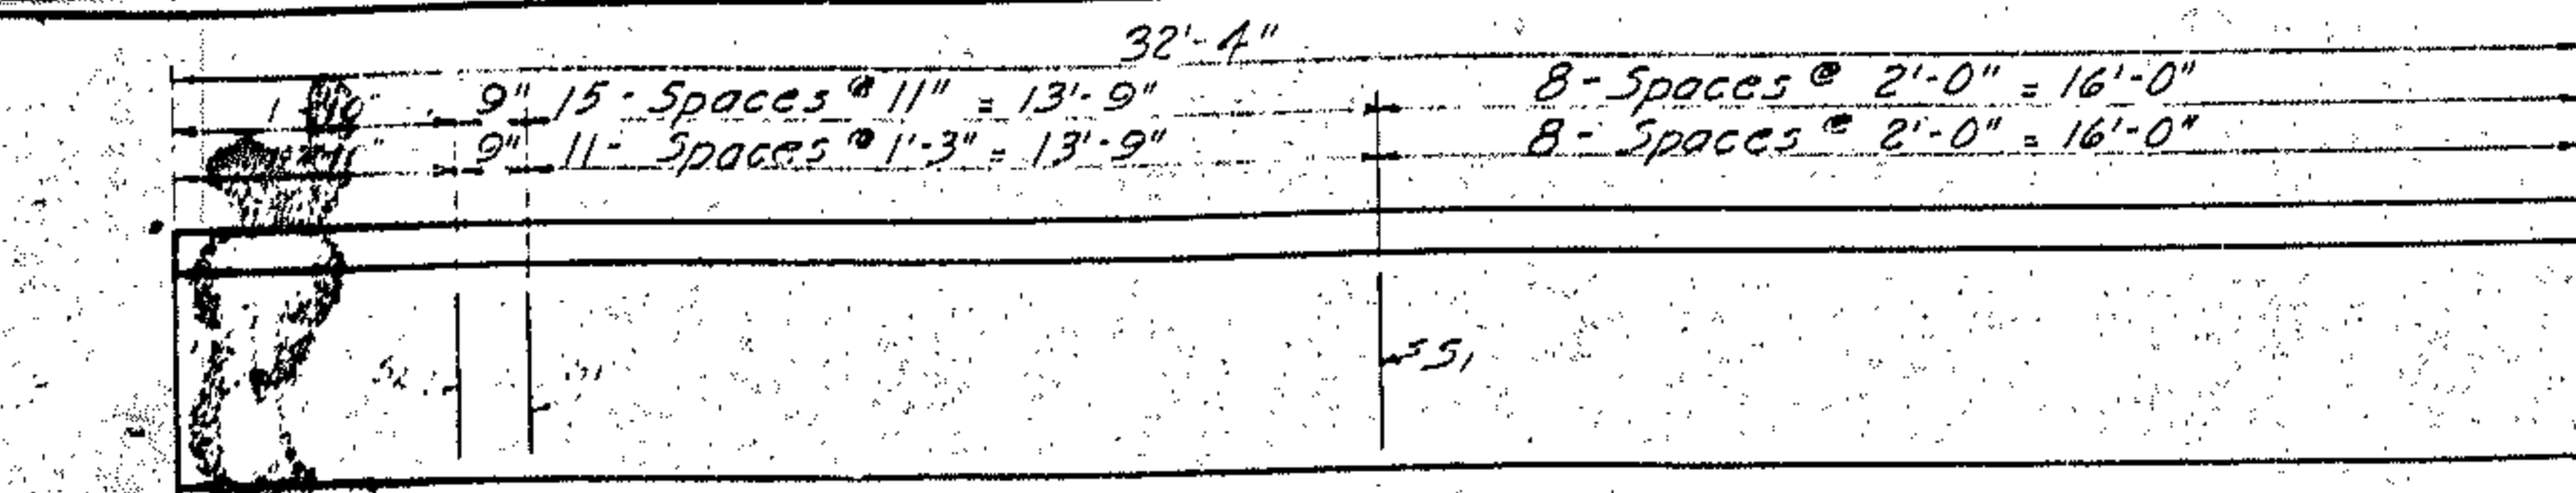 32'-4"
9" 15-Spaces @ 11" = 13'-9" 8-Spaces @ 2'-0" = 16'-0"
9" 11- Spaces @ 1'-3" = 13'-9" 8- Spaces @ 2'-0" = 16'-0"
S1